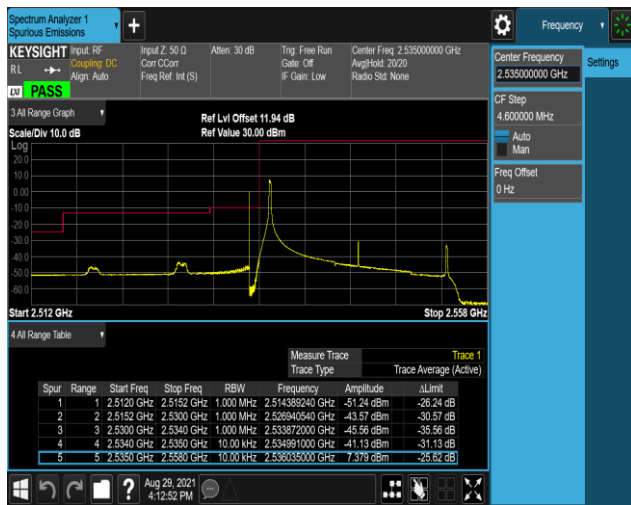 Spectrum Analyzer 1
Spurious Emissions
Frequency
KEYSIGHT
Input: RF
Coupling: DC
Align: Auto
Input Z: 50 Ω
Corr CCorr
Freq Ref: Int (S)
Atten: 30 dB
Trig: Free Run
Gate: Off
IF Gain: Low
Center Freq: 2.535000000 GHz
Avg|Hold: 20/20
Radio Std: None
R L
LXI
PASS
Center Frequency
2.535000000 GHz
Settings
CF Step
4.600000 MHz
Auto
Man
Freq Offset
0 Hz
3 All Range Graph
Ref Lvl Offset 11.94 dB
Scale/Div 10.0 dB
Ref Value 30.00 dBm
Log
20.0
10.0
0.00
-10.0
-20.0
-30.0
-40.0
-50.0
-60.0
Start 2.512 GHz
Stop 2.558 GHz
4 All Range Table
Measure Trace Trace 1
Trace Type Trace Average (Active)
Spur Range Start Freq Stop Freq RBW Frequency Amplitude ΔLimit
1 1 2.5120 GHz 2.5152 GHz 1.000 MHz 2.514389240 GHz -51.24 dBm -26.24 dB
2 2 2.5152 GHz 2.5300 GHz 1.000 MHz 2.526940540 GHz -43.57 dBm -30.57 dB
3 3 2.5300 GHz 2.5340 GHz 1.000 MHz 2.533872000 GHz -45.56 dBm -35.56 dB
4 4 2.5340 GHz 2.5350 GHz 10.00 kHz 2.534991000 GHz -41.13 dBm -31.13 dB
5 5 2.5350 GHz 2.5580 GHz 10.00 kHz 2.536035000 GHz 7.379 dBm -25.62 dB
Aug 29, 2021
4:12:52 PM